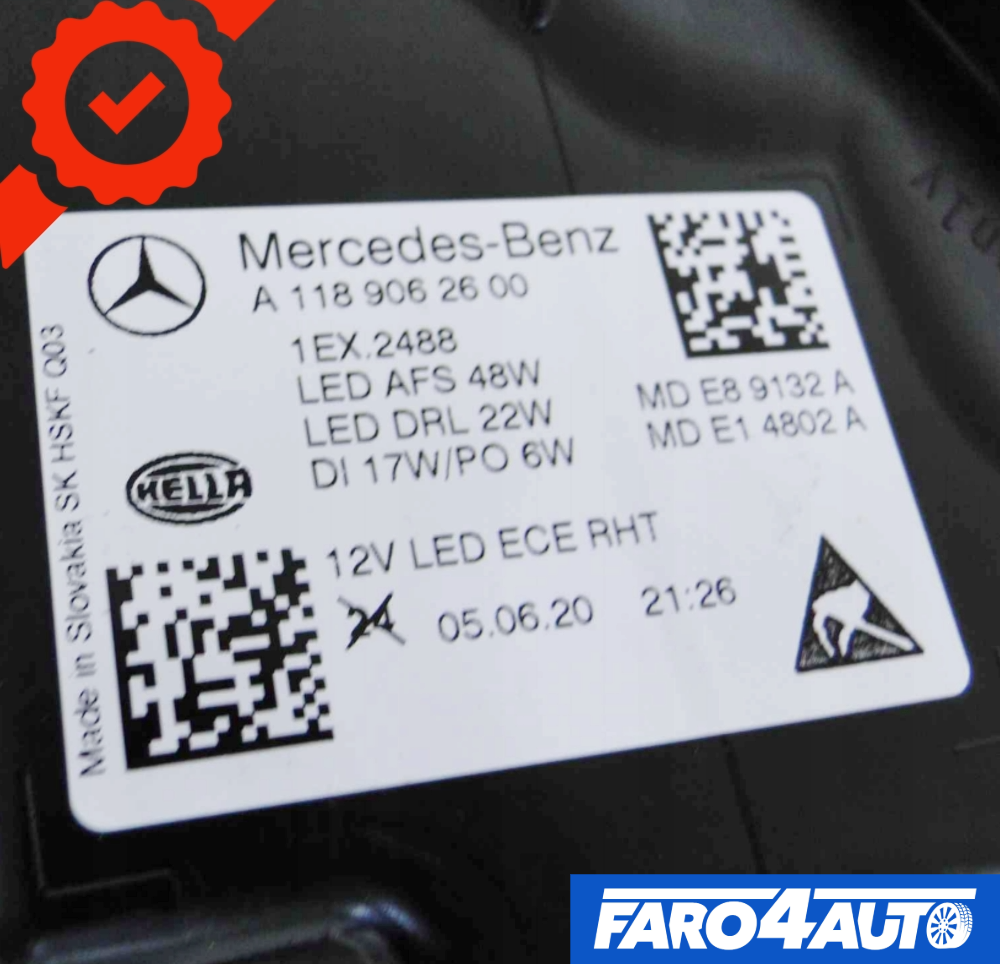 Mercedes-Benz
A 118 906 26 00
1EX.2488
LED AFS 48W
LED DRL 22W
DI 17W/PO 6W
MD E8 9132 A
MD E1 4802 A
HELLA
12V LED ECE RHT
24 05.06.20 21:26
Made in Slovakia SK HSKF Q03
FARO4AUTO